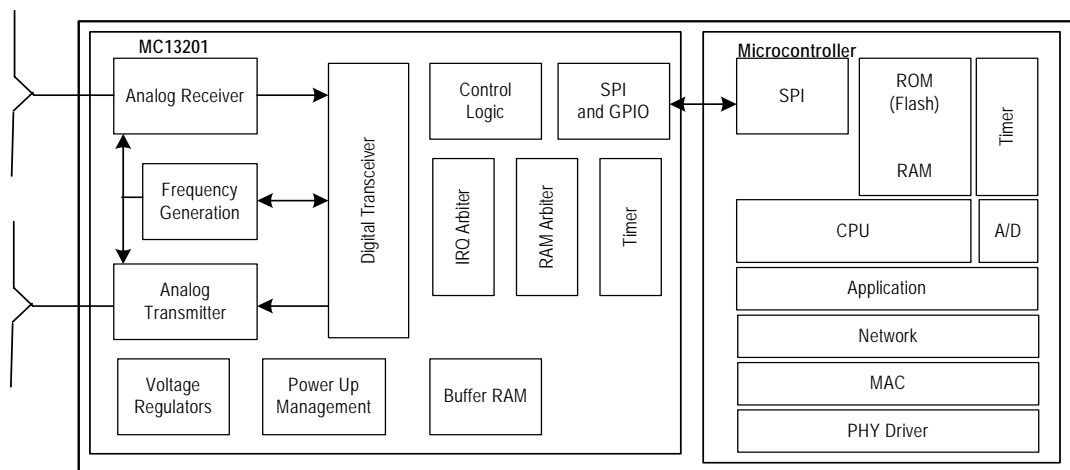 MC13201
Analog Receiver
Frequency
Generation
Analog
Transmitter
Digital Transceiver
Control
Logic
SPI
and GPIO
IRQ Arbiter
RAM Arbiter
Timer
Voltage
Regulators
Power Up
Management
Buffer RAM
Microcontroller
SPI
ROM
(Flash)
RAM
Timer
CPU
A/D
Application
Network
MAC
PHY Driver